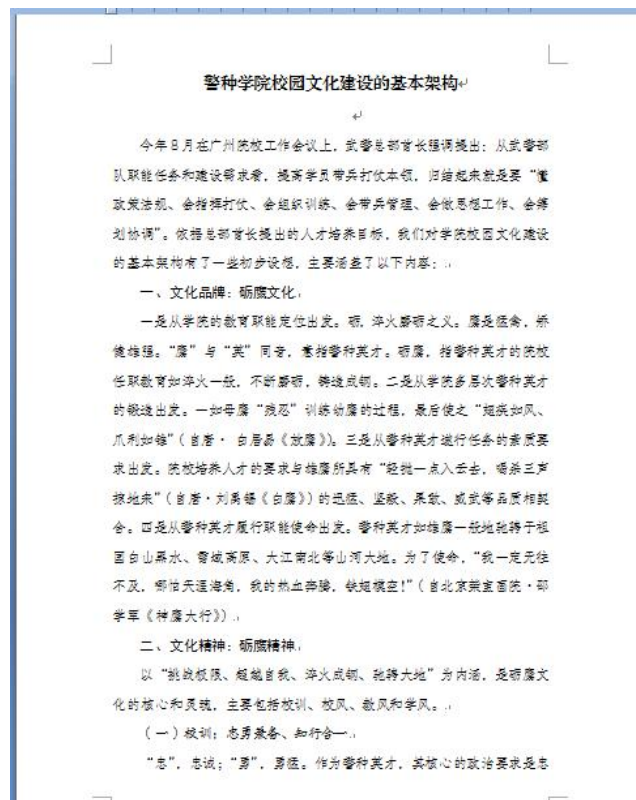 警种学院校园文化建设的基本架构
今年8月在广州院校工作会议上，武警总部首长强调提出：从武警部
队职能任务和建设需求看，提高学员带兵打仗本领，归结起来就是要“懂
政策法规、会指挥打仗、会组织训练、会带兵管理、会做思想工作、会筹
划协调”。依据总部首长提出的人才培养目标，我们对学院校园文化建设
的基本架构有了一些初步设想，主要涵盖了以下内容：
一、文化品牌：砺鹰文化
一是从学院的教育职能定位出发。砺，淬火磨砺之义。鹰是猛禽，矫
健雄强。“鹰”与“英”同音，意指警种英才。砺鹰，指警种英才的院校
任职教育如淬火一般，不断磨砺，铸造成钢。二是从学院多层次警种英才
的锻造出发。一如母鹰“残忍”训练幼鹰的过程，最后使之“翅疾如风、
爪利如锥”（自唐· 白居易《放鹰》）。三是从警种英才遂行任务的素质要
求出发。院校培养人才的要求与雄鹰所具有“轻抛一点入云去，喝杀三声
掠地来”（自唐·刘禹锡《白鹰》）的迅猛、坚毅、果敢、威武等品质相契
合。四是从警种英才履行职能使命出发。警种英才如雄鹰一般地驰骋于祖
国白山黑水、雪域高原、大江南北等山河大地。为了使命，“我一定无往
不及，哪怕天涯海角，我的热血奔腾，铁翅横空！”（自北京荣宣画院·邵
学军《神鹰大行》）
二、文化精神：砺鹰精神
以“挑战极限、超越自我、淬火成钢、驰骋大地”为内涵，是砺鹰文
化的核心和灵魂，主要包括校训、校风、教风和学风。
（一）校训：忠勇兼备、知行合一
“忠”，忠诚；“勇”，勇猛。作为警种英才，其核心的政治要求是忠